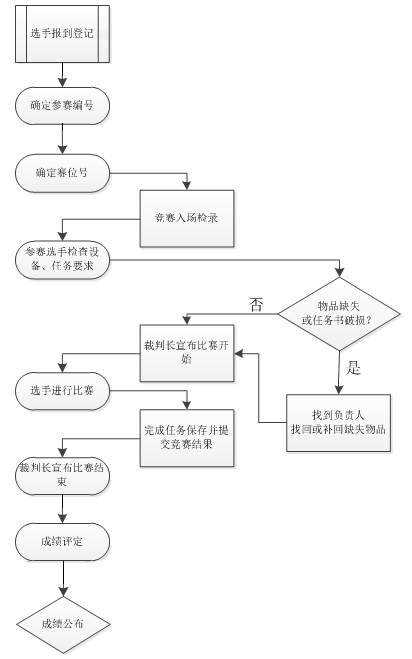 选手报到登记
确定参赛编号
确定赛位号
竞赛入场检录
参赛选手检查设
备、任务要求
物品缺失
或任务书破损？
否
裁判长宣布比赛开
始
是
选手进行比赛
找到负责人
找回或补回缺失物品
完成任务保存并提
交竞赛结果
裁判长宣布比赛结
束
成绩评定
成绩公布